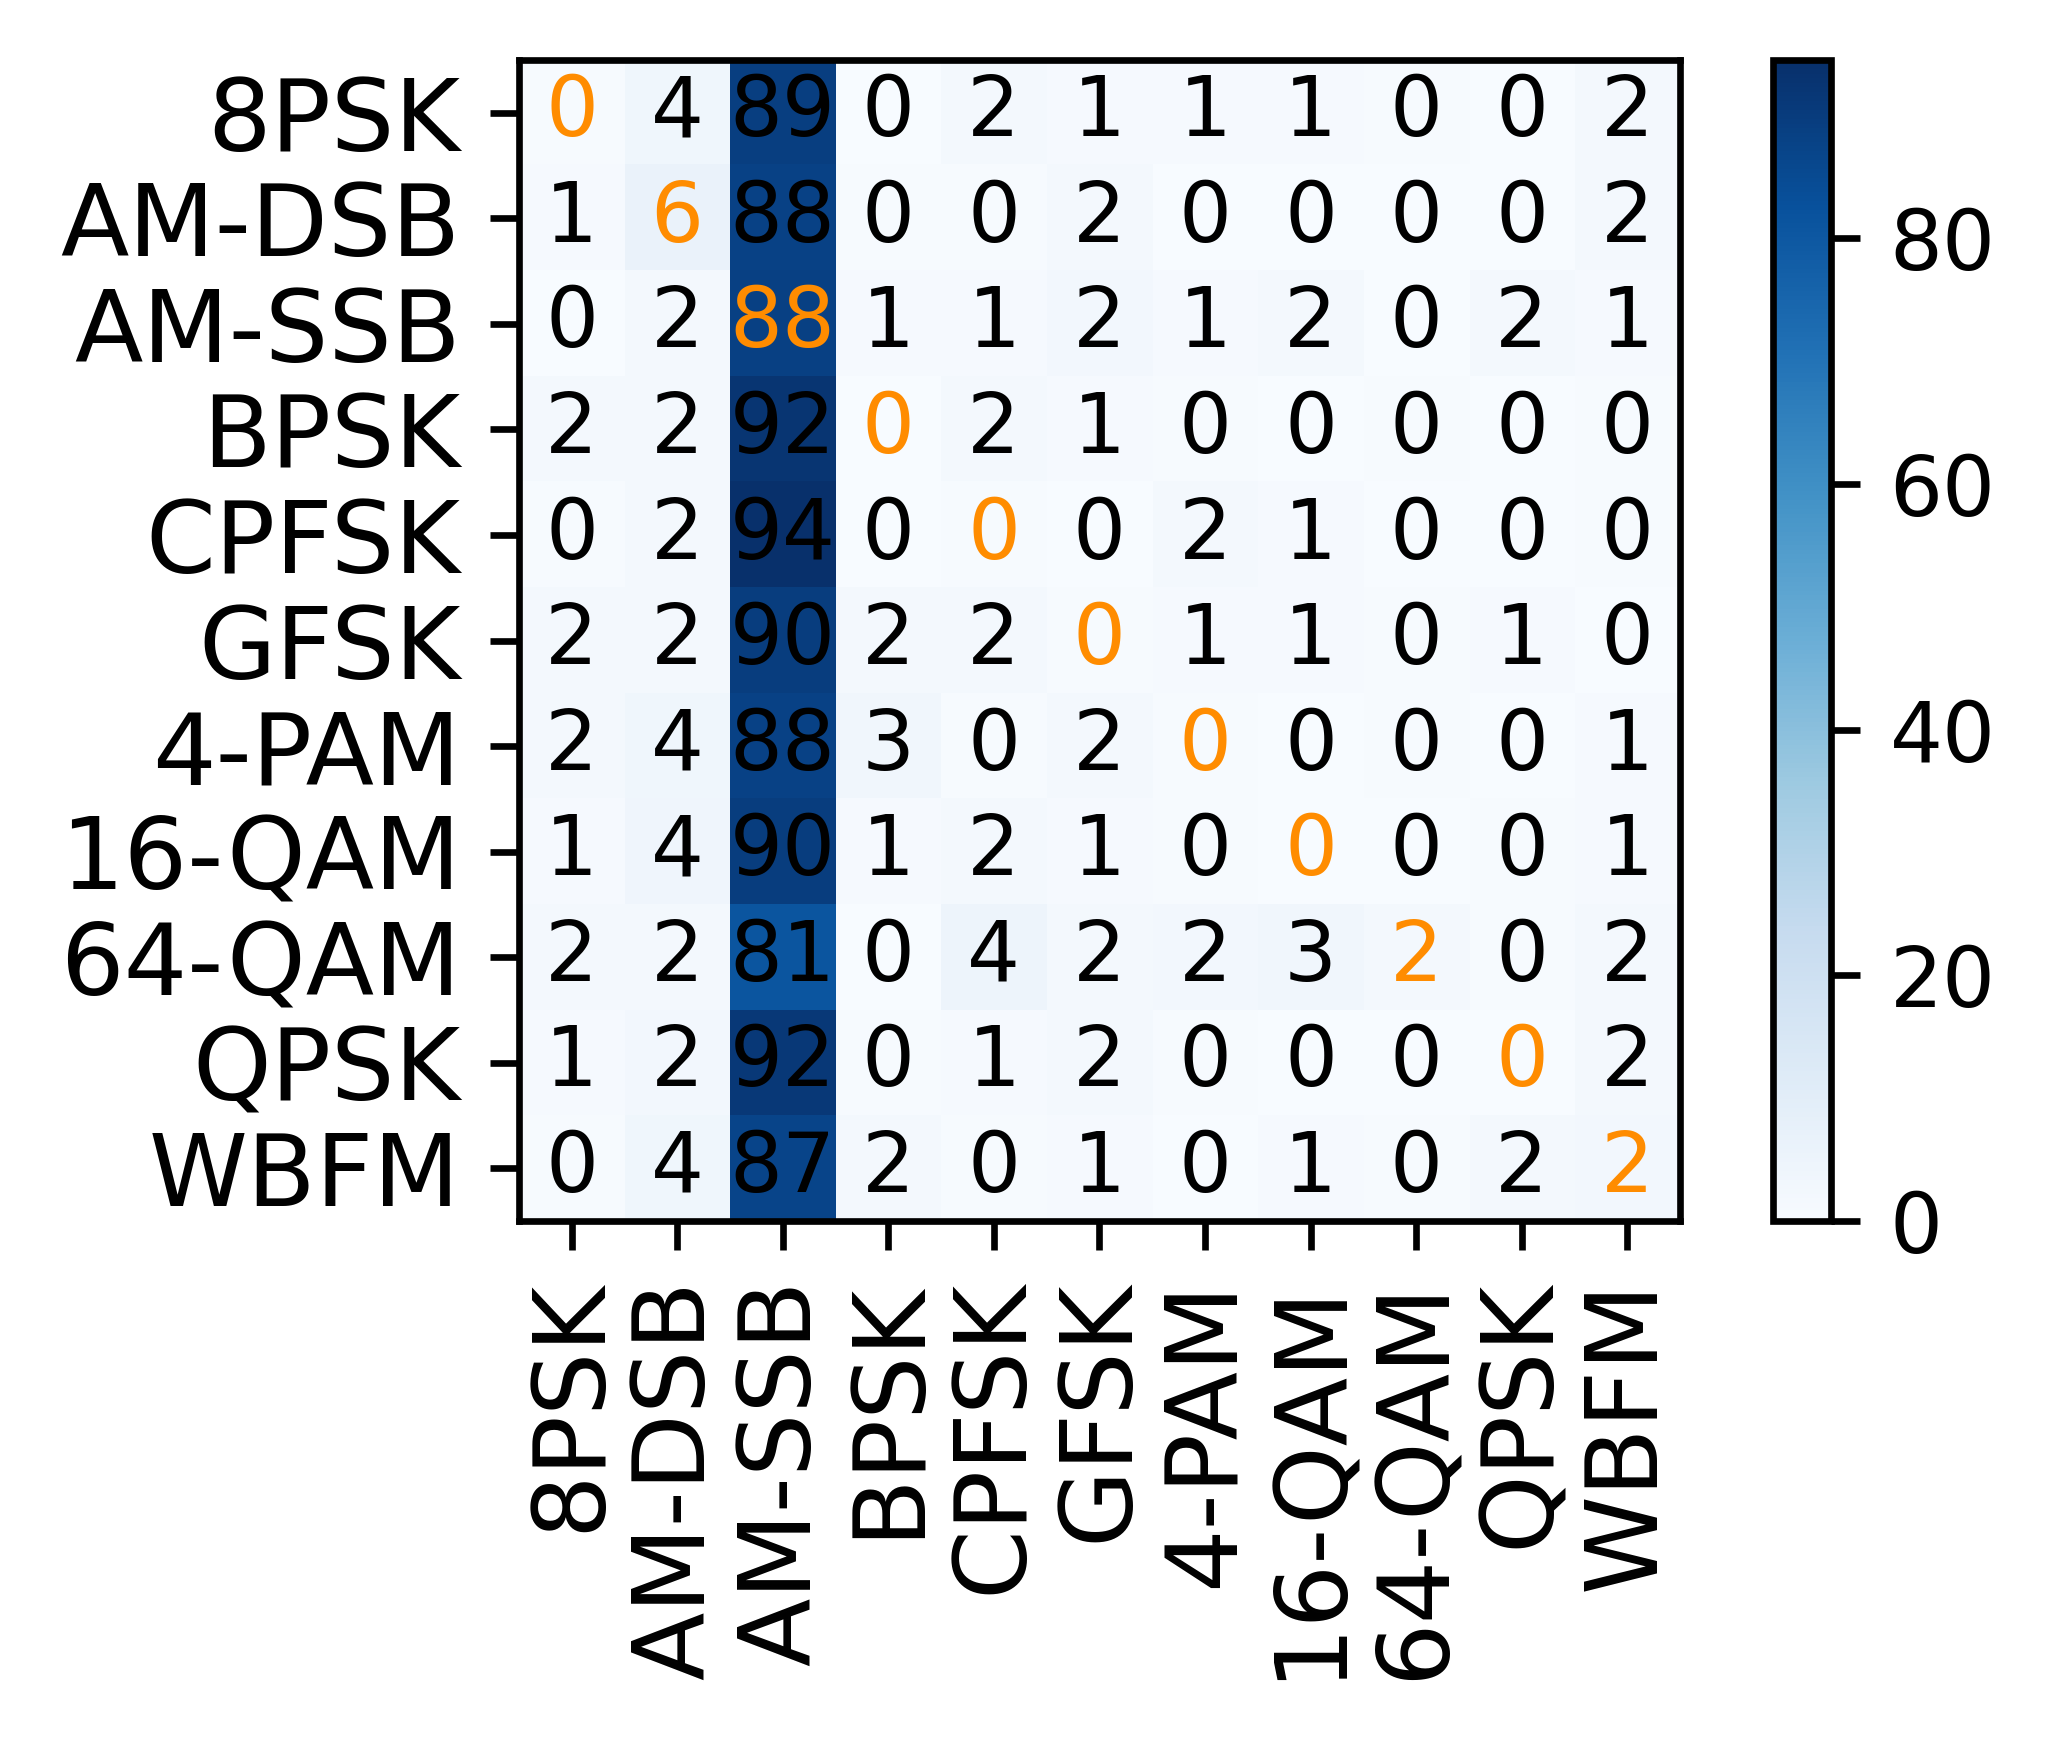 8PSK 0 4 89 0 2 1 1 1 0 0 2
AM-DSB 1 6 88 0 0 2 0 0 0 0 2
AM-SSB 0 2 88 1 1 2 1 2 0 2 1
BPSK 2 2 92 0 2 1 0 0 0 0 0
CPFSK 0 2 94 0 0 0 2 1 0 0 0
GFSK 2 2 90 2 2 0 1 1 0 1 0
4-PAM 2 4 88 3 0 2 0 0 0 0 1
16-QAM 1 4 90 1 2 1 0 0 0 0 1
64-QAM 2 2 81 0 4 2 2 3 2 0 2
QPSK 1 2 92 0 1 2 0 0 0 0 2
WBFM 0 4 87 2 0 1 0 1 0 2 2
8PSK
AM-DSB
AM-SSB
BPSK
CPFSK
GFSK
4-PAM
16-QAM
64-QAM
QPSK
WBFM
80
60
40
20
0